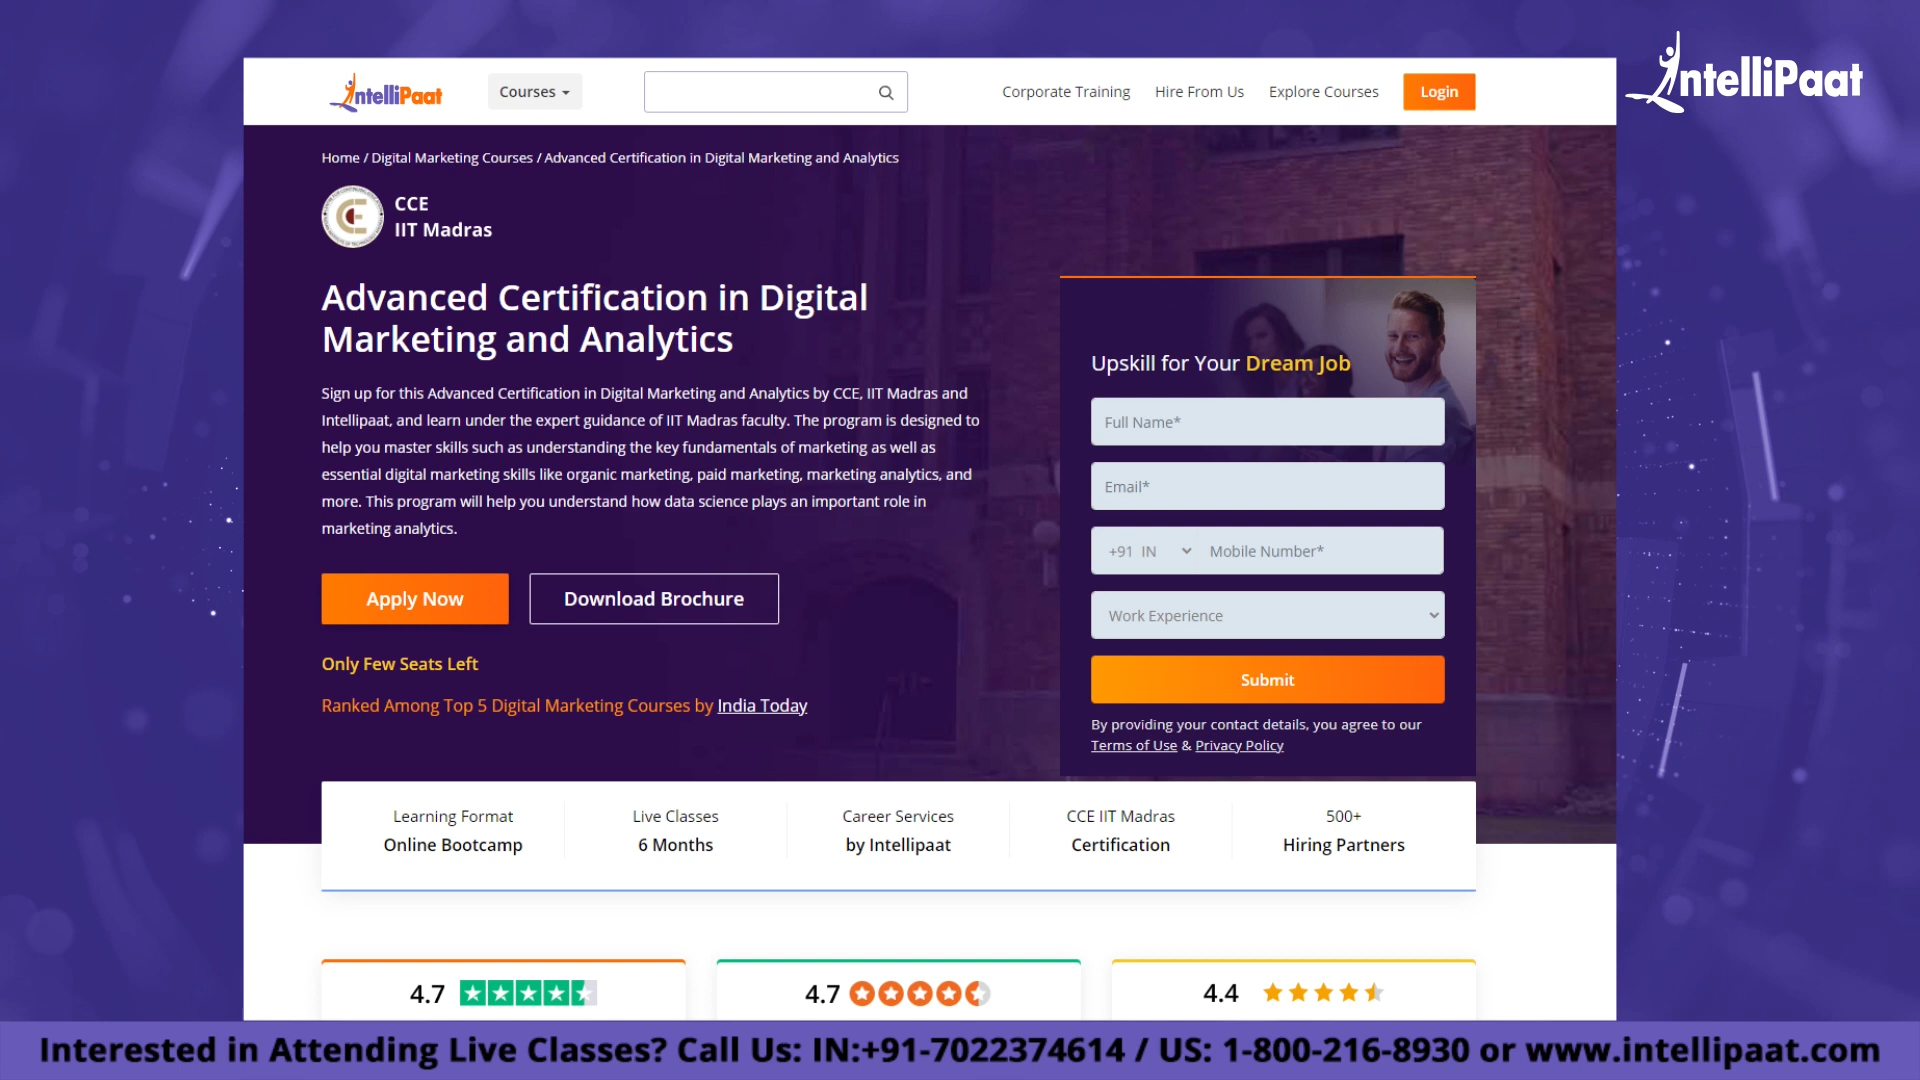 IntelliPaat
IntelliPaat
Courses
Corporate Training
Hire From Us
Explore Courses
Login
Home / Digital Marketing Courses / Advanced Certification in Digital Marketing and Analytics
CCE
IIT Madras
Advanced Certification in Digital
Marketing and Analytics
Sign up for this Advanced Certification in Digital Marketing and Analytics by CCE, IIT Madras and
Intellipaat, and learn under the expert guidance of IIT Madras faculty. The program is designed to
help you master skills such as understanding the key fundamentals of marketing as well as
essential digital marketing skills like organic marketing, paid marketing, marketing analytics, and
more. This program will help you understand how data science plays an important role in
marketing analytics.
Apply Now
Download Brochure
Only Few Seats Left
Ranked Among Top 5 Digital Marketing Courses by India Today
Upskill for Your Dream Job
Full Name*
Email*
+91 IN
Mobile Number*
Work Experience
Submit
By providing your contact details, you agree to our
Terms of Use & Privacy Policy
Learning Format
Online Bootcamp
Live Classes
6 Months
Career Services
by Intellipaat
CCE IIT Madras
Certification
500+
Hiring Partners
4.7
4.7
4.4
Interested in Attending Live Classes? Call Us: IN:+91-7022374614 / US: 1-800-216-8930 or www.intellipaat.com